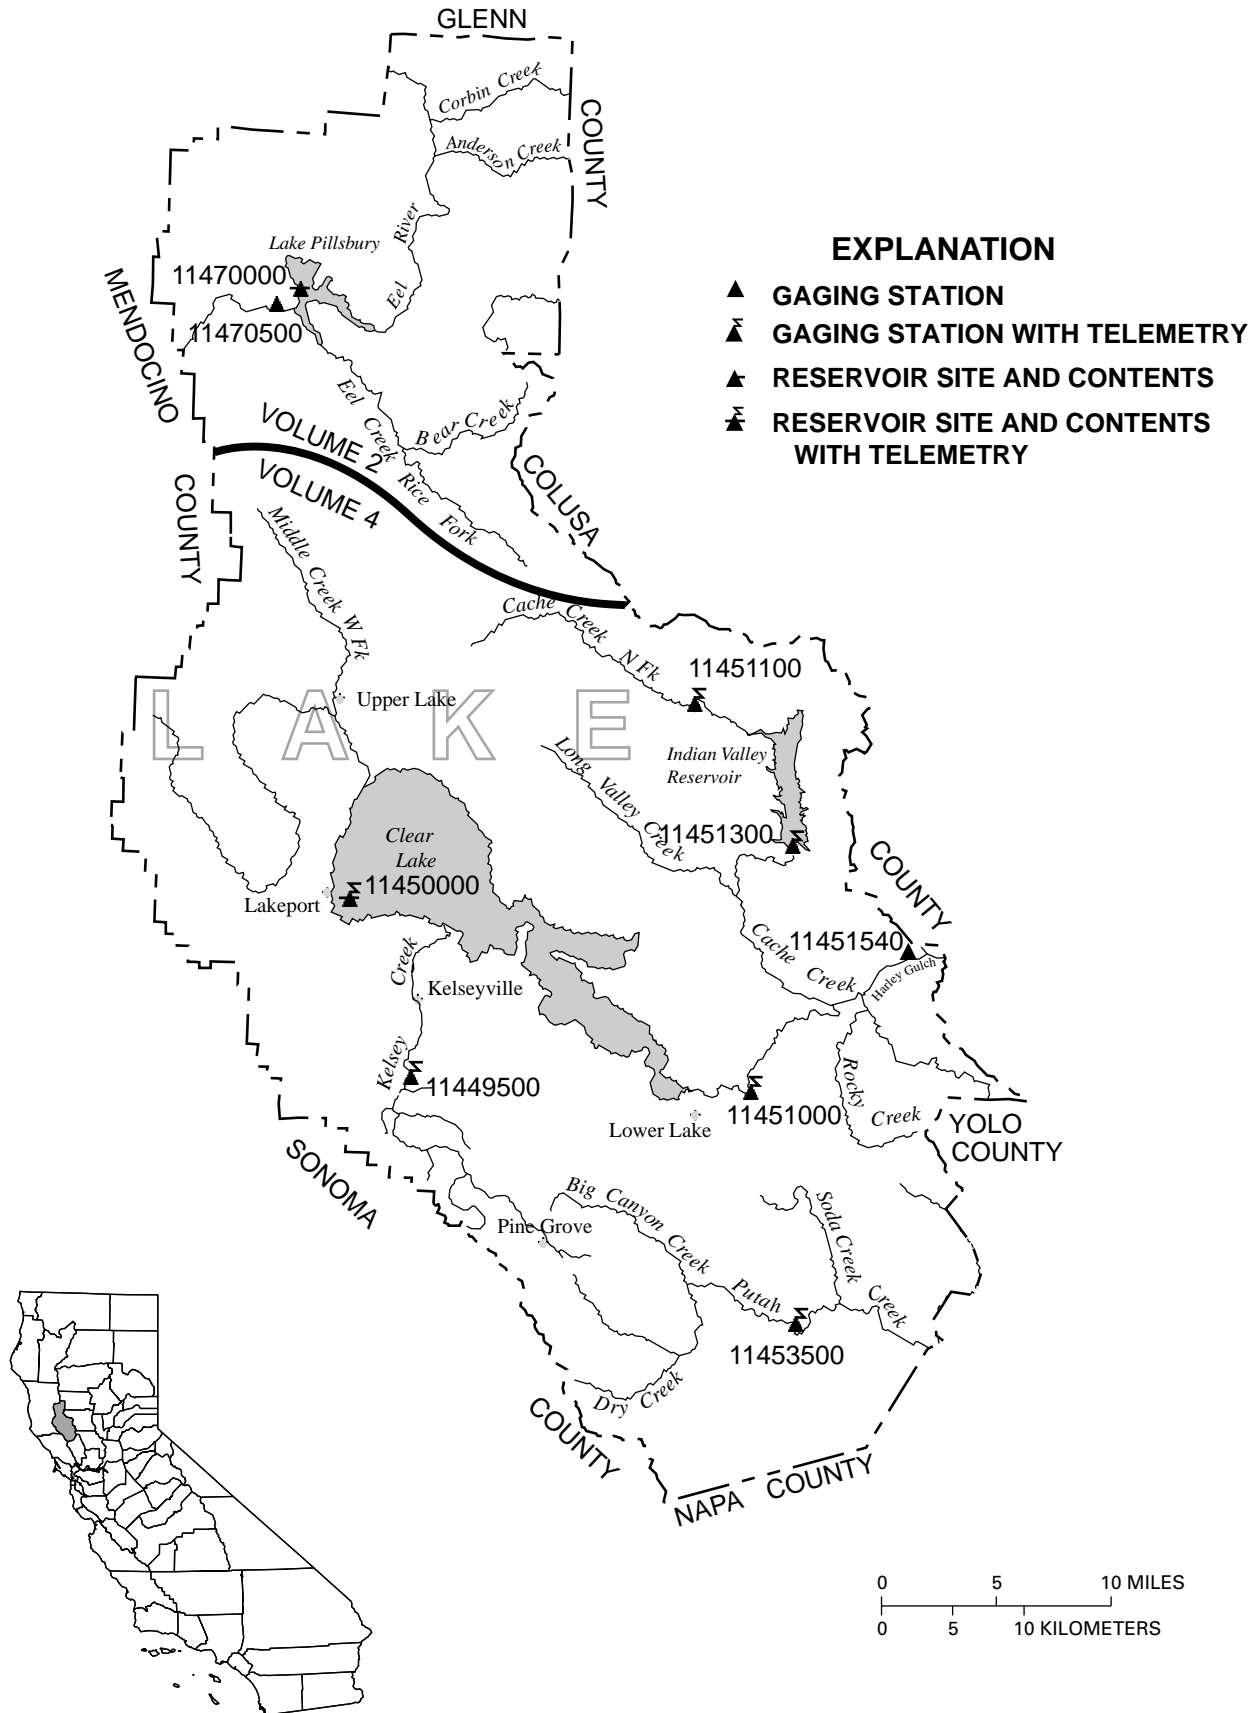 GLENN
COUNTY
Corbin Creek
Anderson Creek
Eel River
Lake Pillsbury
11470000
11470500
MENDOCINO
COUNTY
EXPLANATION
GAGING STATION
GAGING STATION WITH TELEMETRY
RESERVOIR SITE AND CONTENTS
RESERVOIR SITE AND CONTENTS
WITH TELEMETRY
Eel Creek Rice Fork
Bear Creek
VOLUME 2
VOLUME 4
COLUSA
COUNTY
Middle Creek W Fk
Cache Creek N Fk
11451100
Upper Lake
LAKE
Indian Valley
Reservoir
Long Valley Creek
11451300
Clear
Lake
11450000
Lakeport
Cache Creek
11451540
Harley Gulch
Kelsey Creek
Kelseyville
11449500
11451000
Lower Lake
Rocky Creek
YOLO
COUNTY
SONOMA
COUNTY
Big Canyon Creek
Pine Grove
Soda Creek
Putah Creek
11453500
Dry Creek
NAPA COUNTY
0 5 10 MILES
0 5 10 KILOMETERS